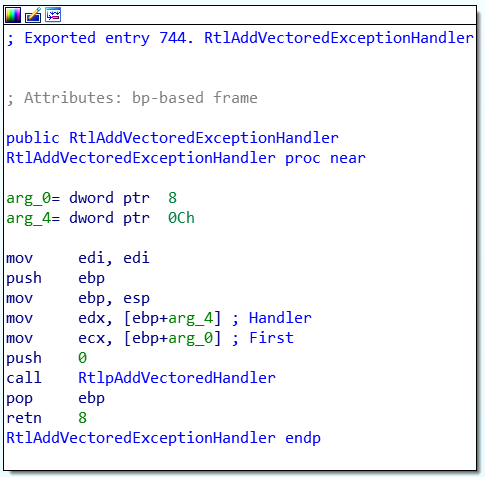 ; Exported entry 744. RtlAddVectoredExceptionHandler
; Attributes: bp-based frame
public RtlAddVectoredExceptionHandler
RtlAddVectoredExceptionHandler proc near
arg_0= dword ptr  8
arg_4= dword ptr  0Ch
mov     edi, edi
push    ebp
mov     ebp, esp
mov     edx, [ebp+arg_4] ; Handler
mov     ecx, [ebp+arg_0] ; First
push    0
call    RtlpAddVectoredHandler
pop     ebp
retn    8
RtlAddVectoredExceptionHandler endp